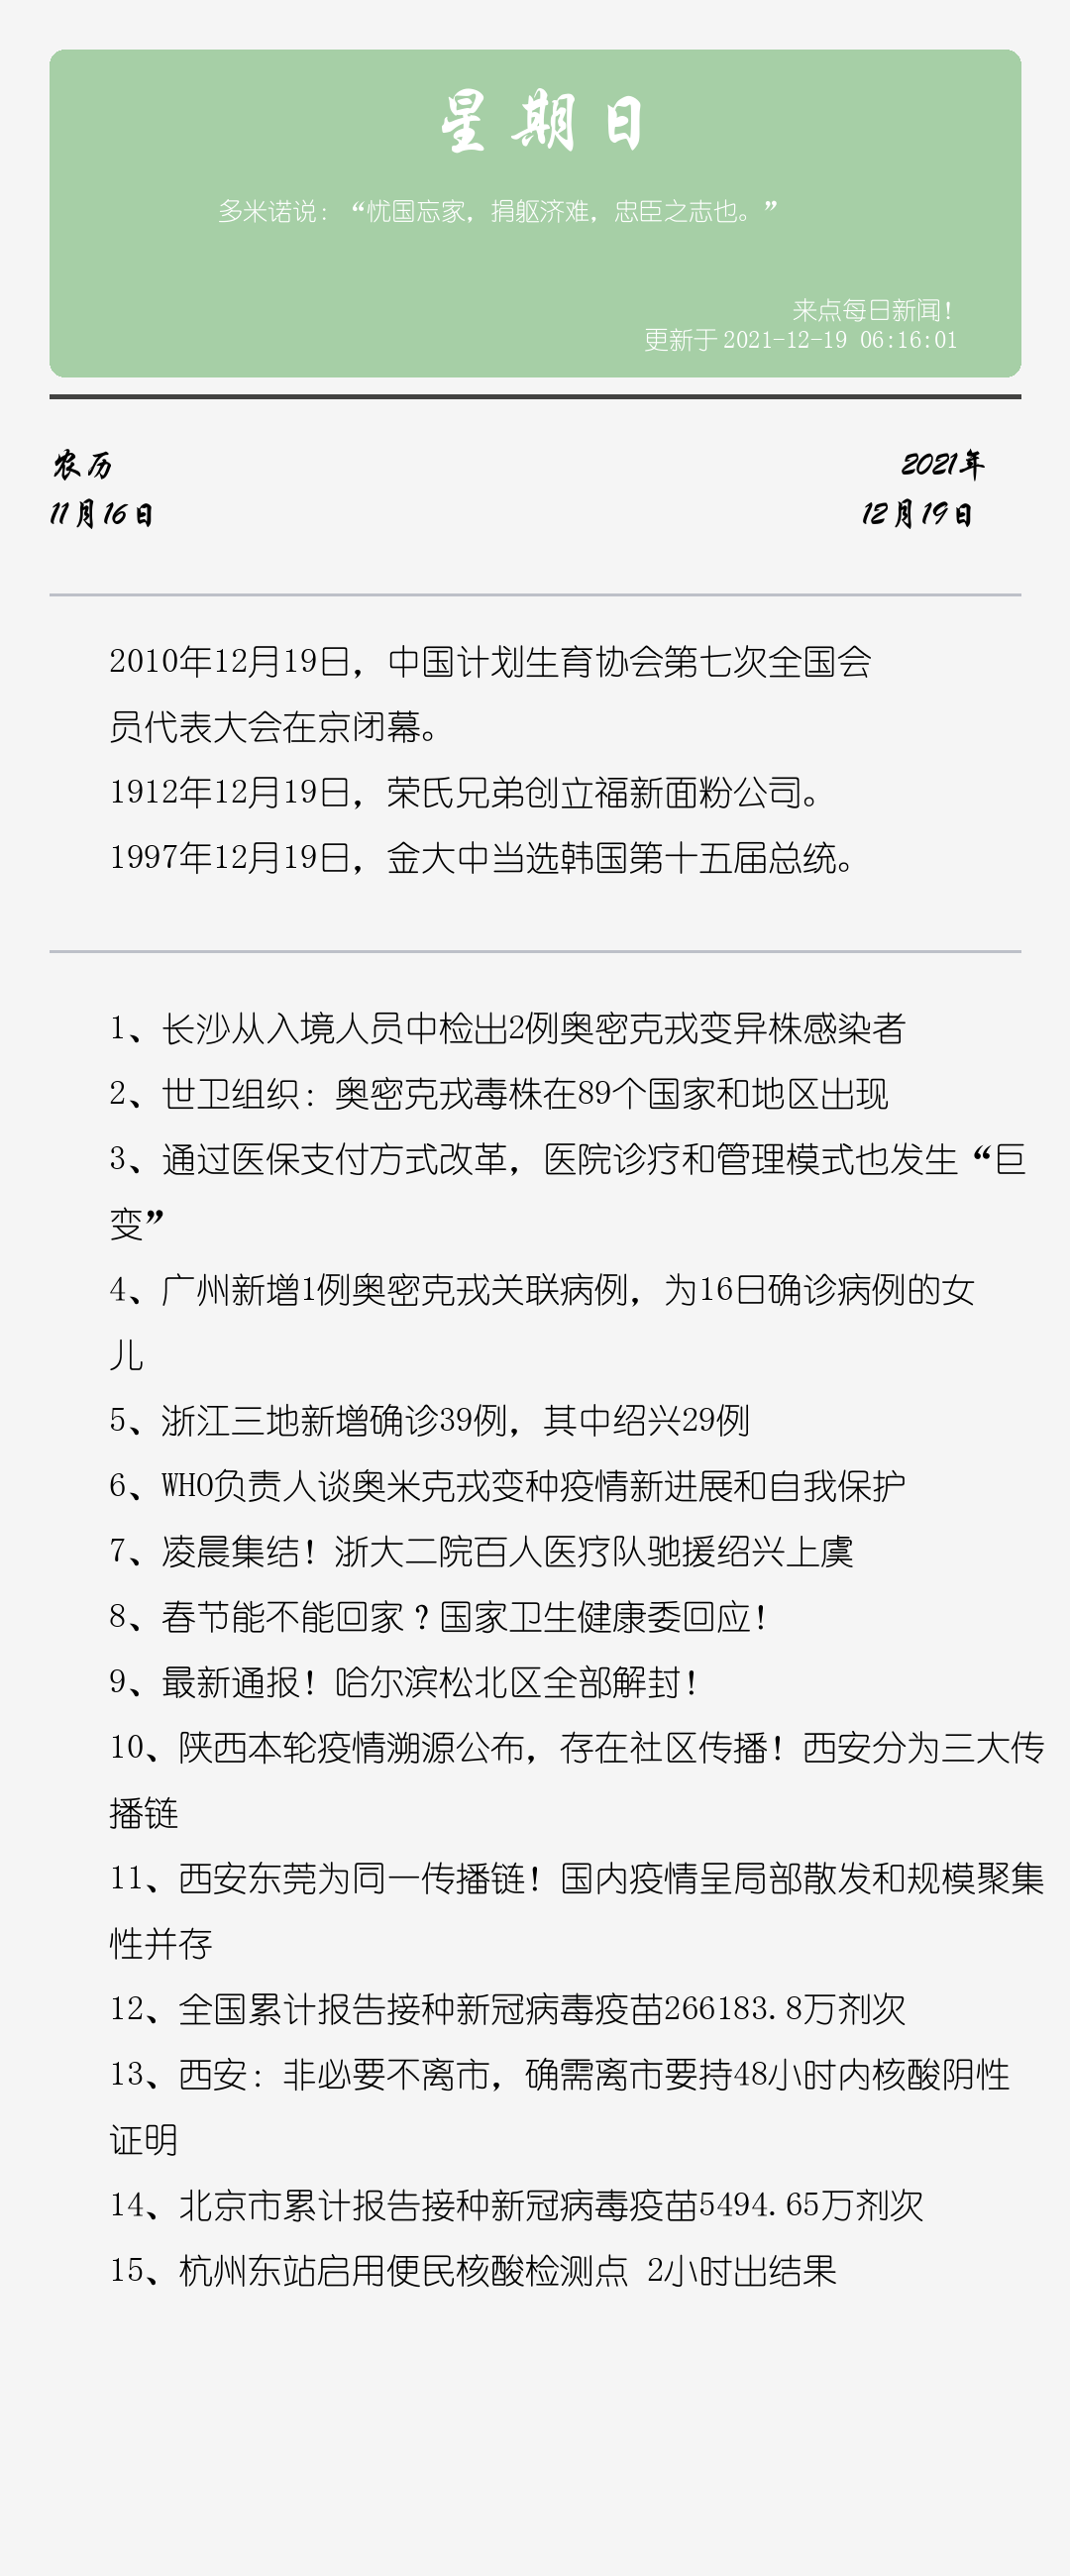 星期日
多米诺说：“忧国忘家，捐躯济难，忠臣之志也。”
来点每日新闻！
更新于2021-12-19 06:16:01
农历
2021年
11月16日
12月19日
2010年12月19日，中国计划生育协会第七次全国会
员代表大会在京闭幕。
1912年12月19日，荣氏兄弟创立福新面粉公司。
1997年12月19日，金大中当选韩国第十五届总统。
1、长沙从入境人员中检出2例奥密克戎变异株感染者
2、世卫组织：奥密克戎毒株在89个国家和地区出现
3、通过医保支付方式改革，医院诊疗和管理模式也发生“巨
变”
4、广州新增1例奥密克戎关联病例，为16日确诊病例的女
儿
5、浙江三地新增确诊39例，其中绍兴29例
6、WHO负责人谈奥米克戎变种疫情新进展和自我保护
7、凌晨集结！浙大二院百人医疗队驰援绍兴上虞
8、春节能不能回家？国家卫生健康委回应！
9、最新通报！哈尔滨松北区全部解封！
10、陕西本轮疫情溯源公布，存在社区传播！西安分为三大传
播链
11、西安东莞为同一传播链！国内疫情呈局部散发和规模聚集
性并存
12、全国累计报告接种新冠病毒疫苗266183.8万剂次
13、西安：非必要不离市，确需离市要持48小时内核酸阴性
证明
14、北京市累计报告接种新冠病毒疫苗5494.65万剂次
15、杭州东站启用便民核酸检测点 2小时出结果